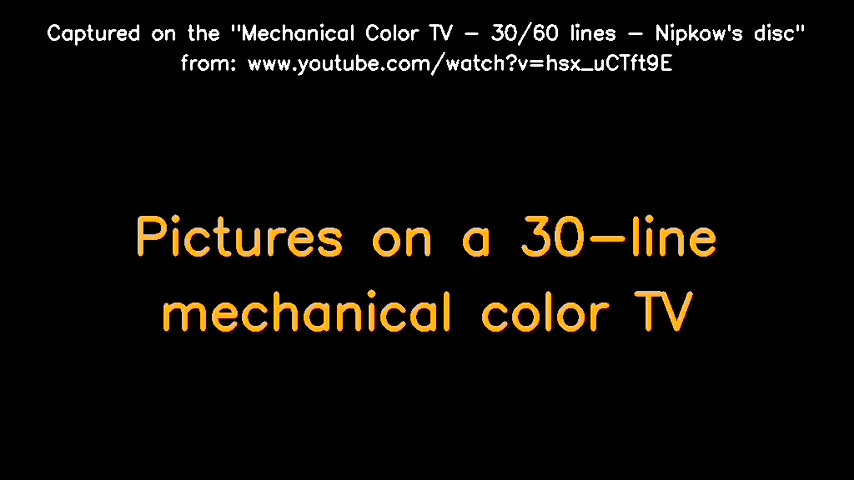 Captured on the "Mechanical Color TV - 30/60 lines - Nipkow's disc"
from: www.youtube.com/watch?v=hsx_uCTft9E
Pictures on a 30-line
mechanical color TV